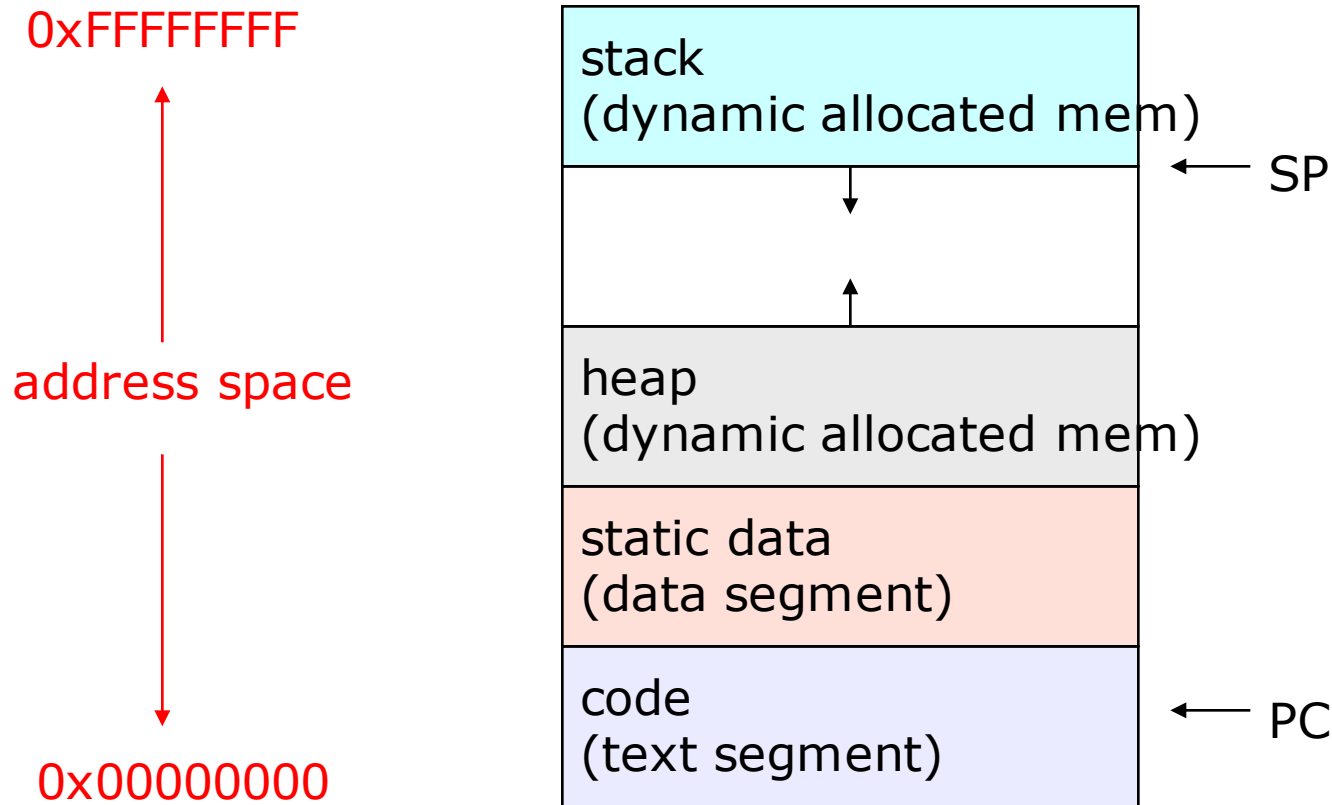 0xFFFFFFFF
stack
(dynamic allocated mem)
SP
address space
heap
(dynamic allocated mem)
static data
(data segment)
code
(text segment)
PC
0x00000000